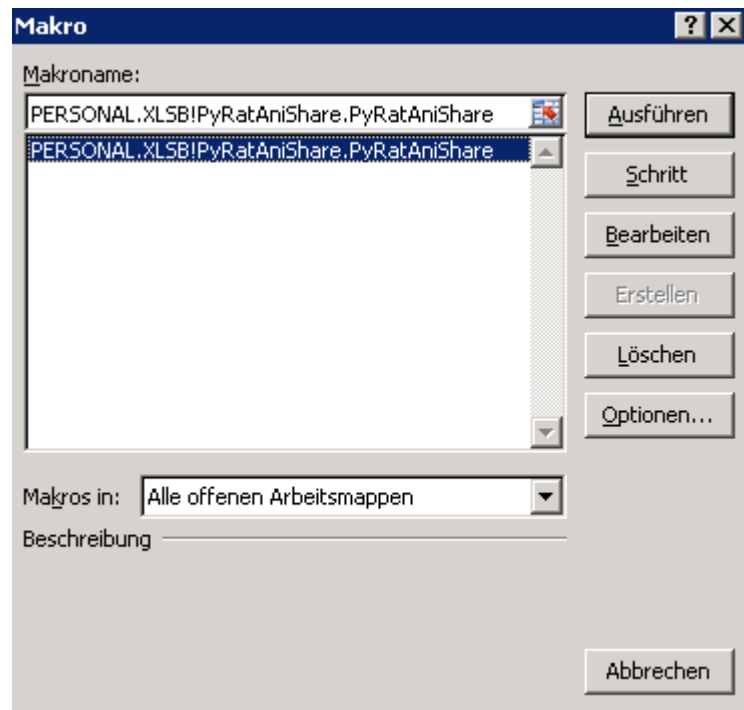 Makro
Makroname:
PERSONAL.XLSB!PyRatAniShare.PyRatAniShare
PERSONAL.XLSB!PyRatAniShare.PyRatAniShare
Ausführen
Schritt
Bearbeiten
Erstellen
Löschen
Optionen...
Makros in: Alle offenen Arbeitsmappen
Beschreibung
Abbrechen